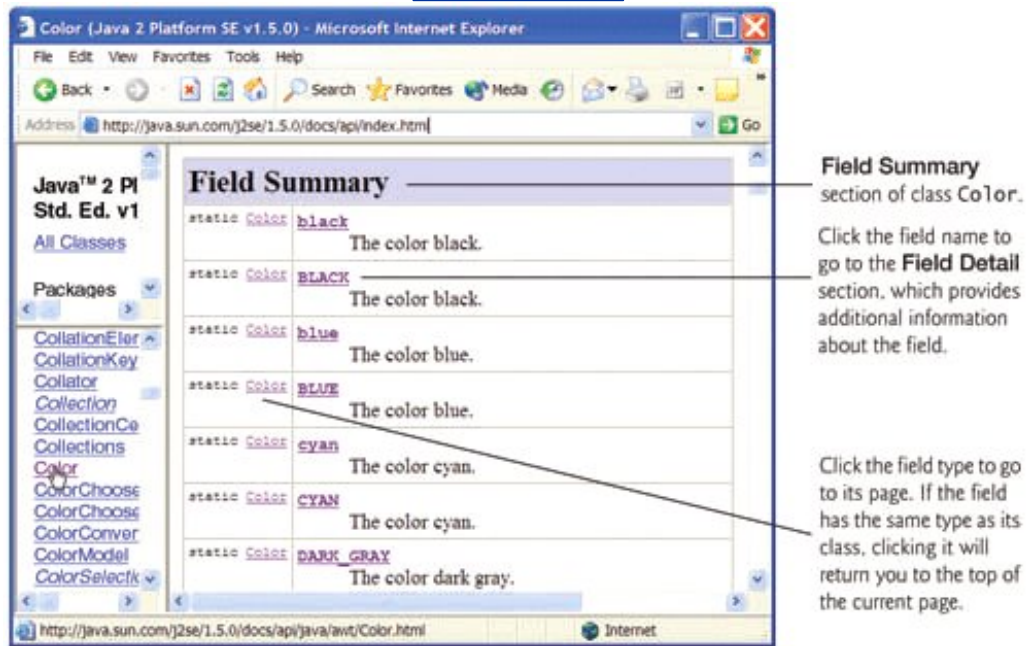 Color (Java 2 Platform SE v1.5.0) - Microsoft Internet Explorer
File Edit View Favorites Tools Help
Back Search Favorites Media
Address http://java.sun.com/j2se/1.5.0/docs/api/index.html Go
Java™ 2 Pl
Std. Ed. v1
All Classes
Packages
CollationEler
CollationKey
Collator
Collection
CollectionCe
Collections
Color
ColorChoose
ColorChoose
ColorConver
ColorModel
ColorSelectic
Field Summary
static Color black
The color black.
static Color BLACK
The color black.
static Color blue
The color blue.
static Color BLUE
The color blue.
static Color cyan
The color cyan.
static Color CYAN
The color cyan.
static Color DARK_GRAY
The color dark gray.
http://java.sun.com/j2se/1.5.0/docs/api/java/awt/Color.html Internet
Field Summary
section of class Color.
Click the field name to
go to the Field Detail
section, which provides
additional information
about the field.
Click the field type to go
to its page. If the field
has the same type as its
class, clicking it will
return you to the top of
the current page.